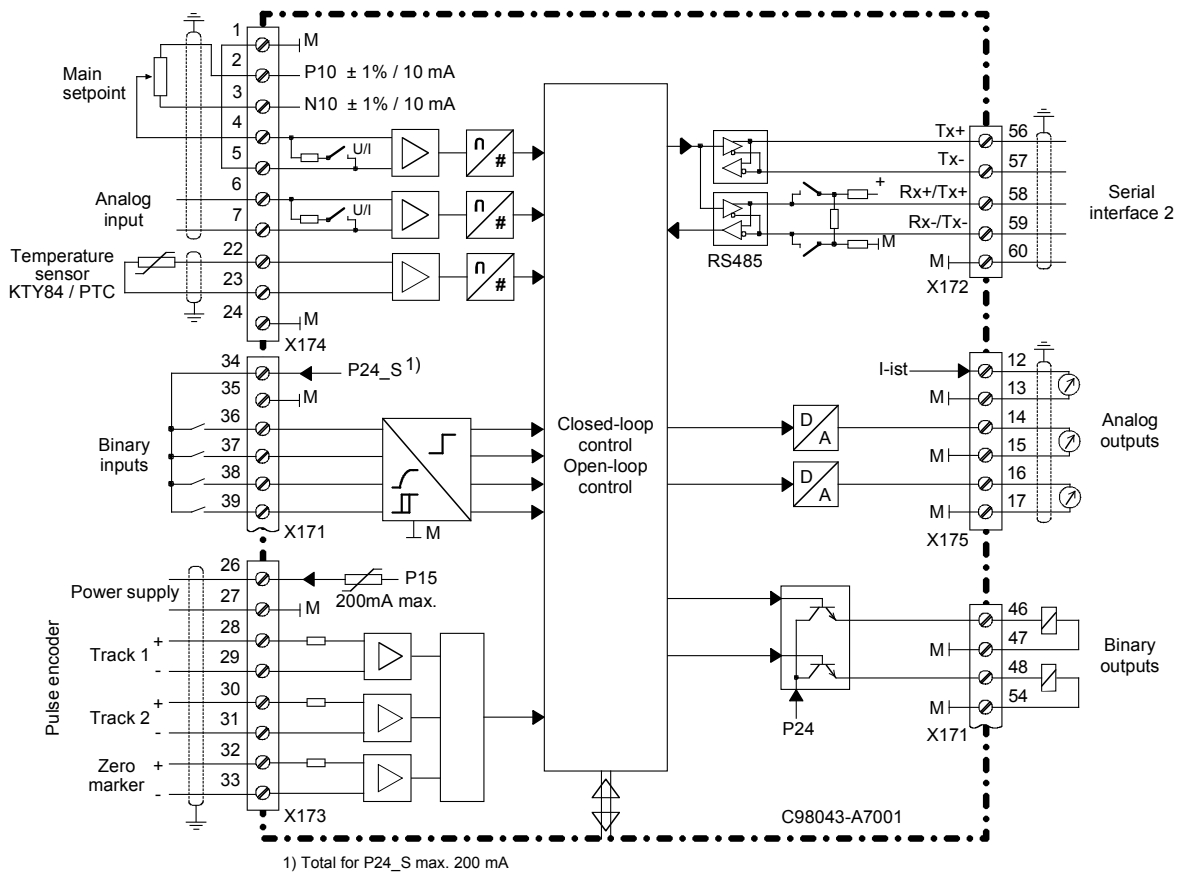 1
M
2
P10 ± 1% / 10 mA
Main
setpoint
3
N10 ± 1% / 10 mA
4
U/I
5
∩
#
6
Analog
input
U/I
7
∩
#
22
Temperature
sensor
KTY84 / PTC
23
∩
#
24
M
X174
34
P24_S 1)
35
M
36
Binary
inputs
37
38
39
M
X171
26
P15
Power supply
200mA max.
27
M
Pulse encoder
28
+
Track 1
29
-
30
+
Track 2
31
-
32
+
Zero
marker
33
-
X173
Closed-loop
control
Open-loop
control
Tx+
56
Tx-
57
+
Rx+/Tx+
58
Serial
interface 2
Rx-/Tx-
59
M
RS485
60
M
X172
I-ist
12
M
13
D
A
14
Analog
outputs
M
15
D
A
16
M
17
X175
46
M
47
Binary
outputs
48
M
54
P24
X171
C98043-A7001
1) Total for P24_S max. 200 mA